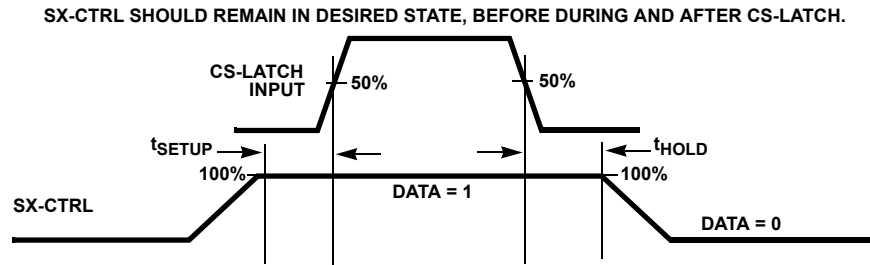 SX-CTRL SHOULD REMAIN IN DESIRED STATE, BEFORE DURING AND AFTER CS-LATCH.
CS-LATCH
INPUT
50%
50%
tSETUP
tHOLD
100%
100%
SX-CTRL
DATA = 1
DATA = 0